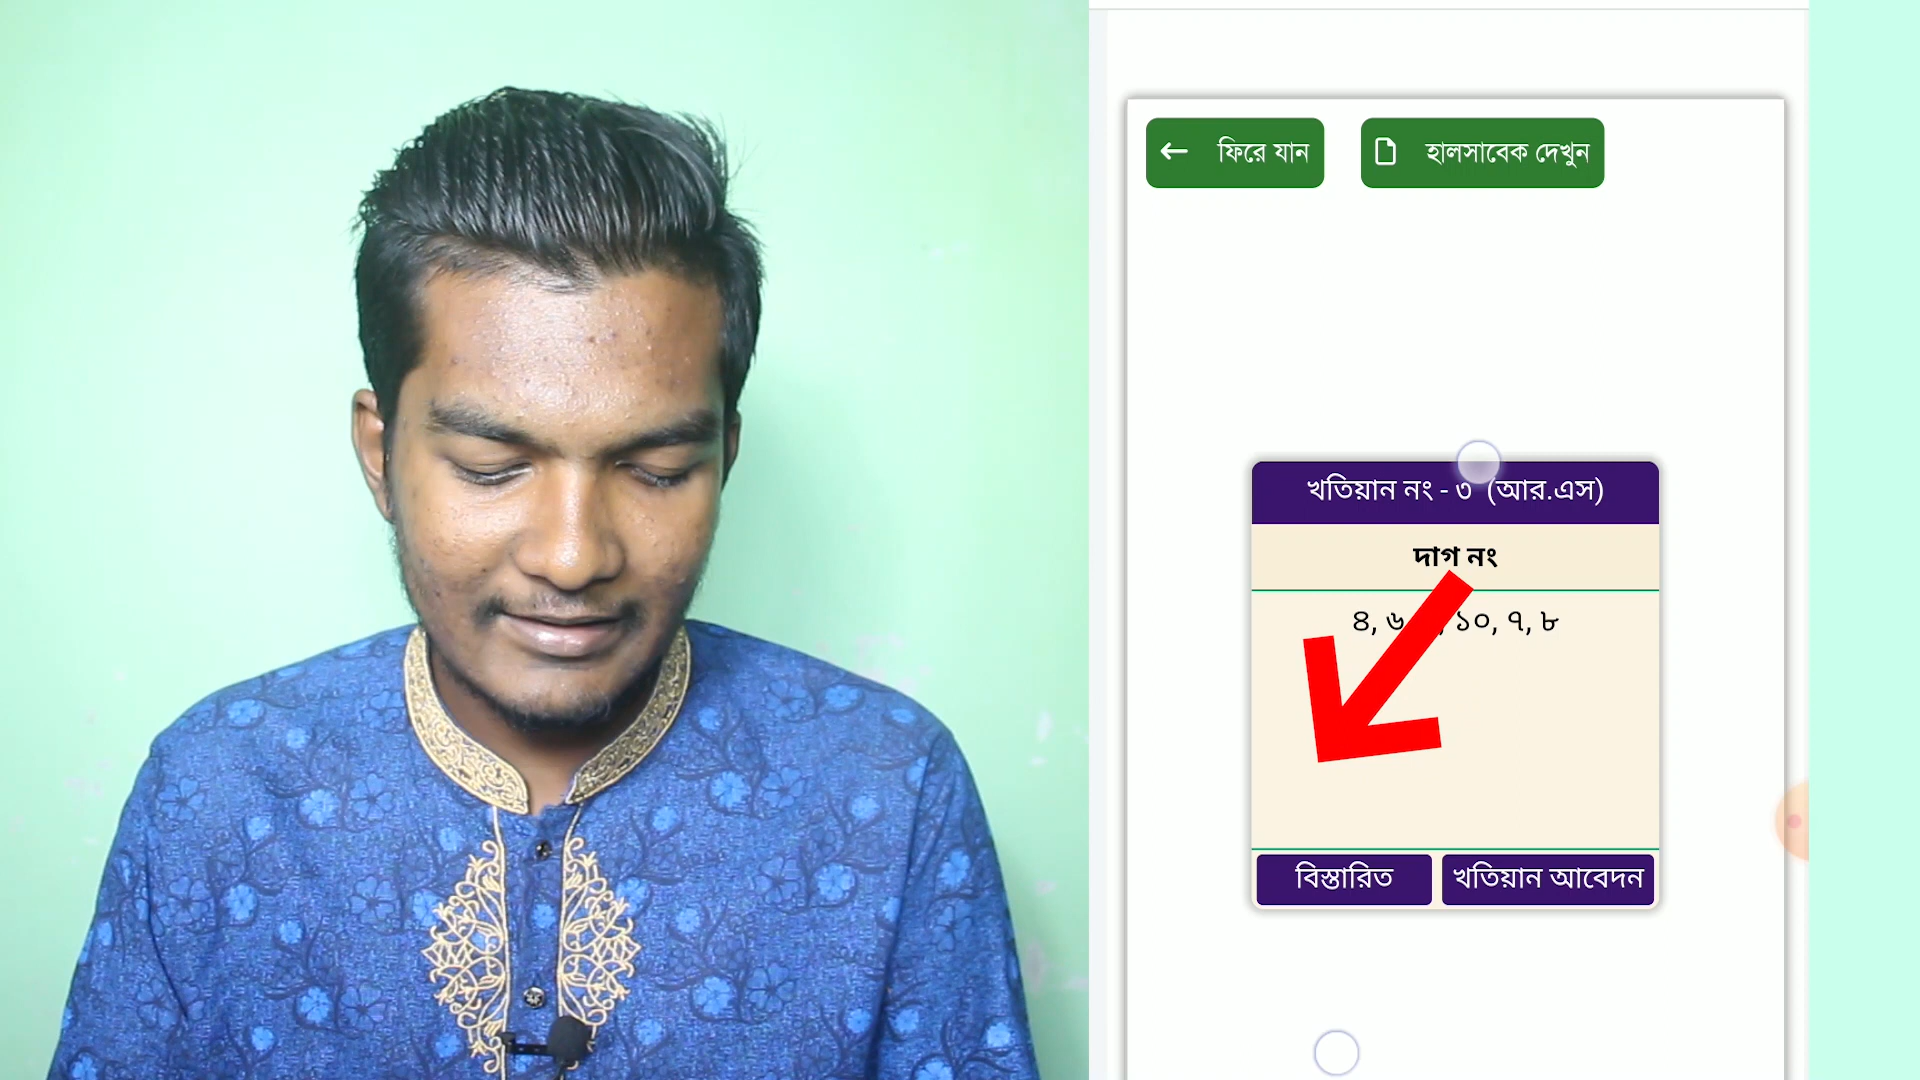 ফিরে যান
হালসাবেক দেখুন
খতিয়ান নং - ৩ (আর.এস)
দাগ নং
৪, ৬, ১০, ৭, ৮
বিস্তারিত
খতিয়ান আবেদন